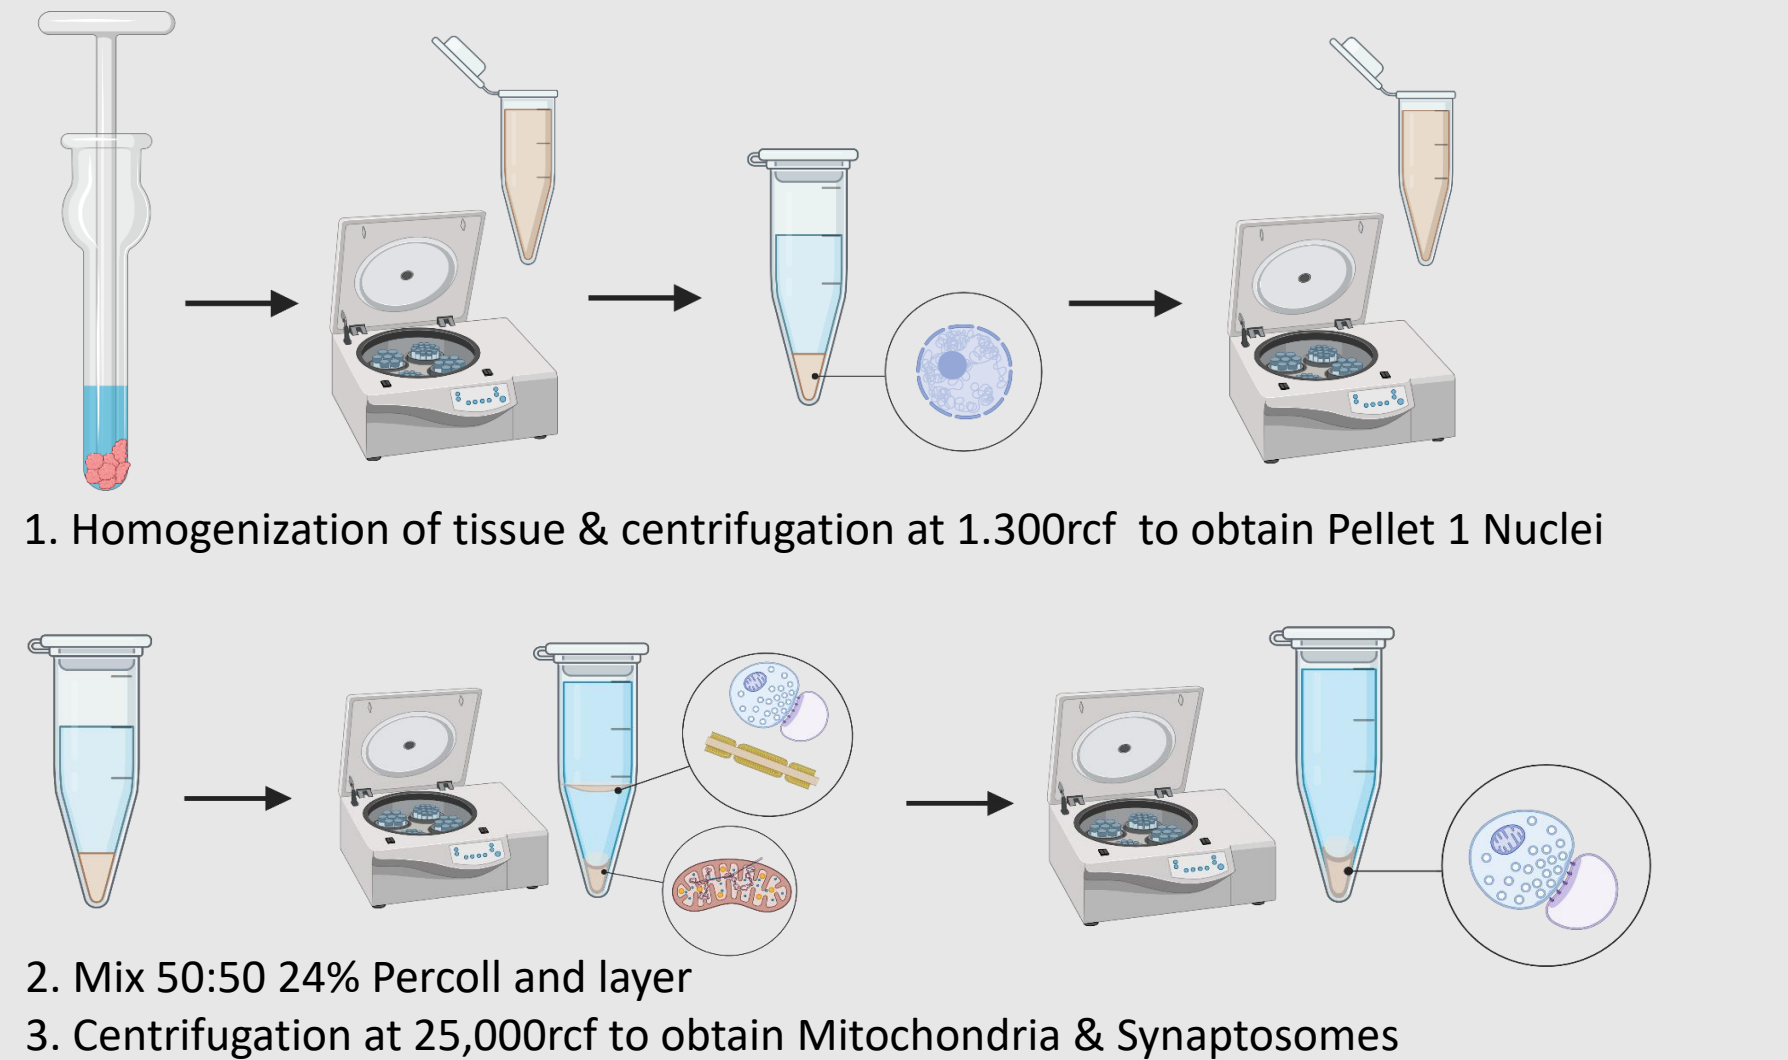 1. Homogenization of tissue & centrifugation at 1.300rcf to obtain Pellet 1 Nuclei
2. Mix 50:50 24% Percoll and layer
3. Centrifugation at 25,000rcf to obtain Mitochondria & Synaptosomes